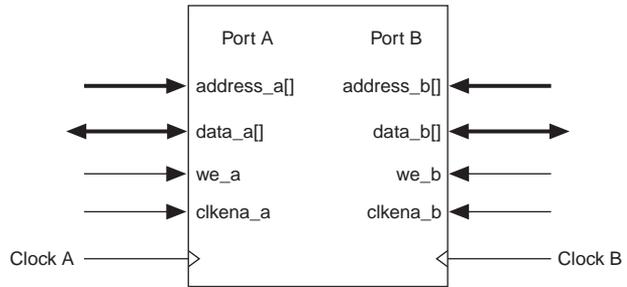 Port A Port B
address_a[] address_b[]
data_a[] data_b[]
we_a we_b
clkena_a clkena_b
Clock A Clock B